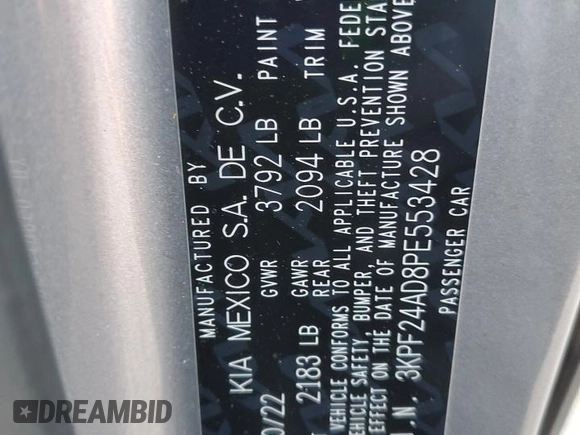 MANUFACTURED BY
KIA MEXICO S.A. DE C.V.
0/22 GVWR 3792 LB PAINT
2183 LB GAWR REAR 2094 LB TRIM
VEHICLE CONFORMS TO ALL APPLICABLE U.S.A. FEDE
VEHICLE SAFETY, BUMPER, AND THEFT PREVENTION STA
EFFECT ON THE DATE OF MANUFACTURE SHOWN ABOVE
I.N. 3KPF24AD8PE553428
PASSENGER CAR
DREAMBID